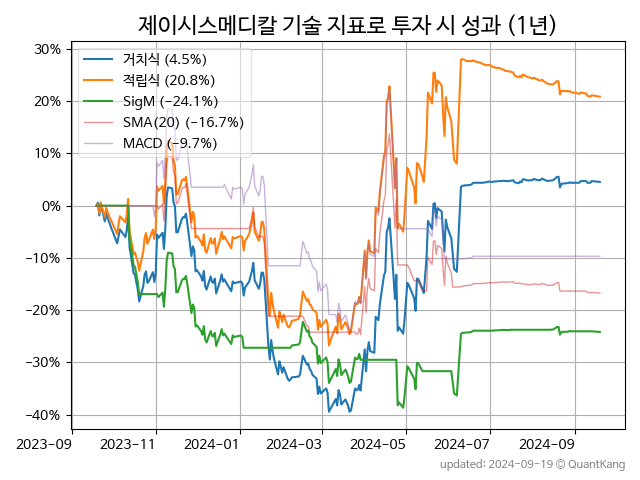 제이시스메디칼 기술 지표로 투자 시 성과 (1년)
30%
20%
10%
0%
−10%
−20%
−30%
−40%
거치식 (4.5%)
적립식 (20.8%)
SigM (−24.1%)
SMA(20) (−16.7%)
MACD (−9.7%)
2023-09
2023-11
2024-01
2024-03
2024-05
2024-07
2024-09
updated: 2024-09-19 © QuantKang